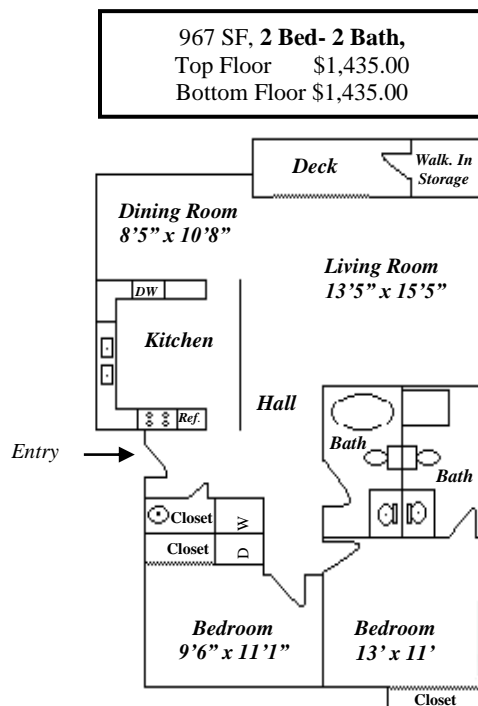 967 SF, 2 Bed- 2 Bath,
Top Floor $1,435.00
Bottom Floor $1,435.00
Deck
Walk. In
Storage
Dining Room
8'5” x 10'8”
Living Room
13'5” x 15'5”
DW
Kitchen
Ref.
Hall
Entry
Bath
Bath
Closet
W
Closet
D
Bedroom
9'6” x 11'1”
Bedroom
13' x 11'
Closet